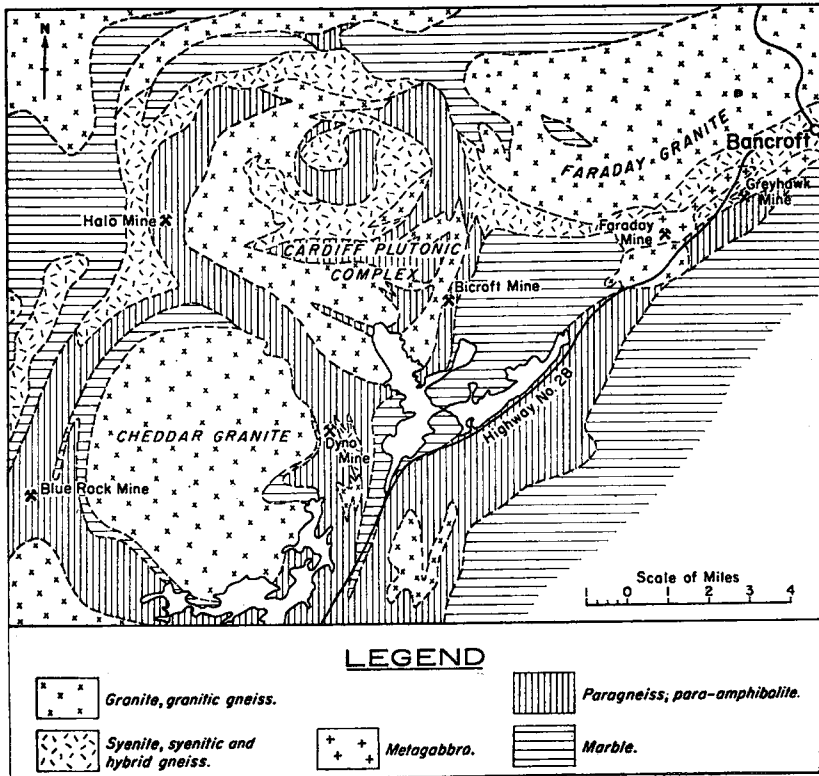 N
Bancroft
FARADAY GRANITE
Greyhawk
Mine
Faraday
Mine
Halo Mine
CARDIFF PLUTONIC
COMPLEX
Bicroft Mine
Highway No. 28
CHEDDAR GRANITE
Dyno
Mine
Blue Rock Mine
Scale of Miles
0 2 3 4
LEGEND
Granite, granitic gneiss.
Paragneiss; para-amphibolite.
Syenite, syenitic and
hybrid gneiss.
Metagabbro.
Marble.